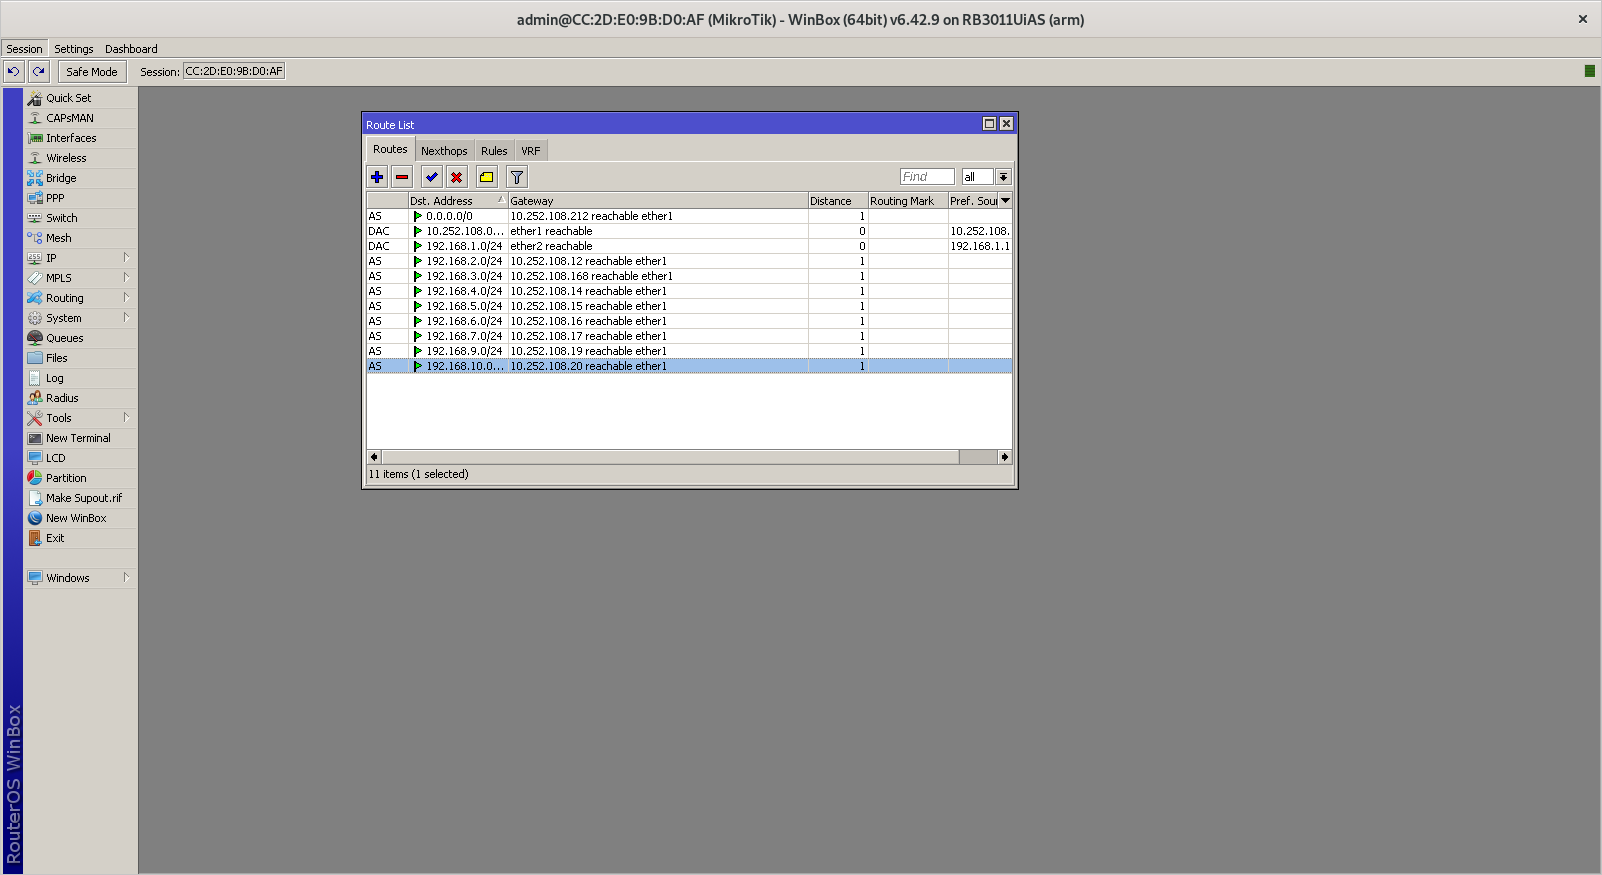 admin@CC:2D:E0:9B:D0:AF (MikroTik) - WinBox (64bit) v6.42.9 on RB3011UiAS (arm)
Session Settings Dashboard
Safe Mode Session: CC:2D:E0:9B:D0:AF
Quick Set
CAPsMAN
Interfaces
Wireless
Bridge
PPP
Switch
Mesh
IP
MPLS
Routing
System
Queues
Files
Log
Radius
Tools
New Terminal
LCD
Partition
Make Supout.rif
New WinBox
Exit
Windows
RouterOS WinBox
Route List
Routes Nexthops Rules VRF
Find all
Dst. Address Gateway Distance Routing Mark Pref. Sour
AS 0.0.0.0/0 10.252.108.212 reachable ether1 1
DAC 10.252.108.0... ether1 reachable 0 10.252.108.
DAC 192.168.1.0/24 ether2 reachable 0 192.168.1.1
AS 192.168.2.0/24 10.252.108.12 reachable ether1 1
AS 192.168.3.0/24 10.252.108.168 reachable ether1 1
AS 192.168.4.0/24 10.252.108.14 reachable ether1 1
AS 192.168.5.0/24 10.252.108.15 reachable ether1 1
AS 192.168.6.0/24 10.252.108.16 reachable ether1 1
AS 192.168.7.0/24 10.252.108.17 reachable ether1 1
AS 192.168.9.0/24 10.252.108.19 reachable ether1 1
AS 192.168.10.0... 10.252.108.20 reachable ether1 1
11 items (1 selected)